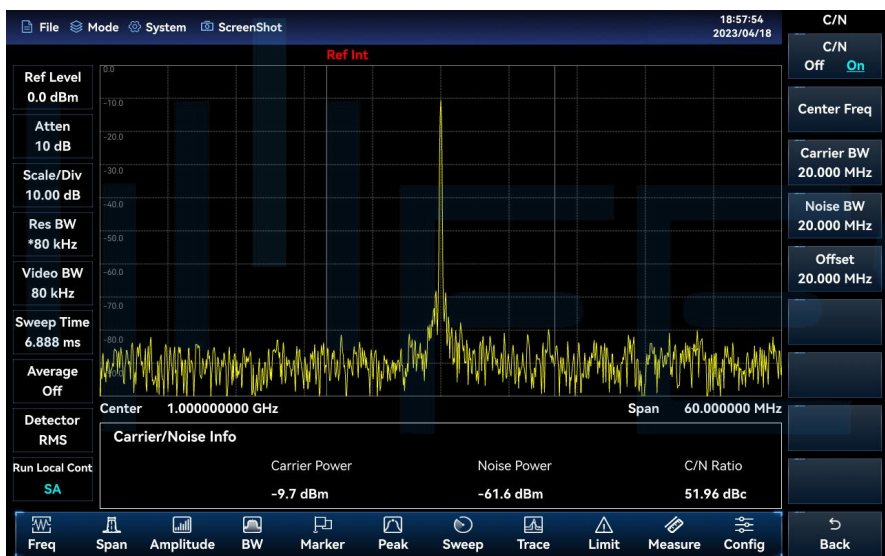 File Mode System ScreenShot
18:57:54
2023/04/18
C/N
Ref Int
C/N
Off On
Center Freq
Carrier BW
20.000 MHz
Noise BW
20.000 MHz
Offset
20.000 MHz
Ref Level
0.0 dBm
Atten
10 dB
Scale/Div
10.00 dB
Res BW
*80 kHz
Video BW
80 kHz
Sweep Time
6.888 ms
Average
Off
Detector
RMS
Run Local Cont
SA
0.0
-10.0
-20.0
-30.0
-40.0
-50.0
-60.0
-70.0
-80.0
Center 1.000000000 GHz Span 60.000000 MHz
Carrier/Noise Info
Carrier Power Noise Power C/N Ratio
-9.7 dBm -61.6 dBm 51.96 dBc
Freq Span Amplitude BW Marker Peak Sweep Trace Limit Measure Config Back